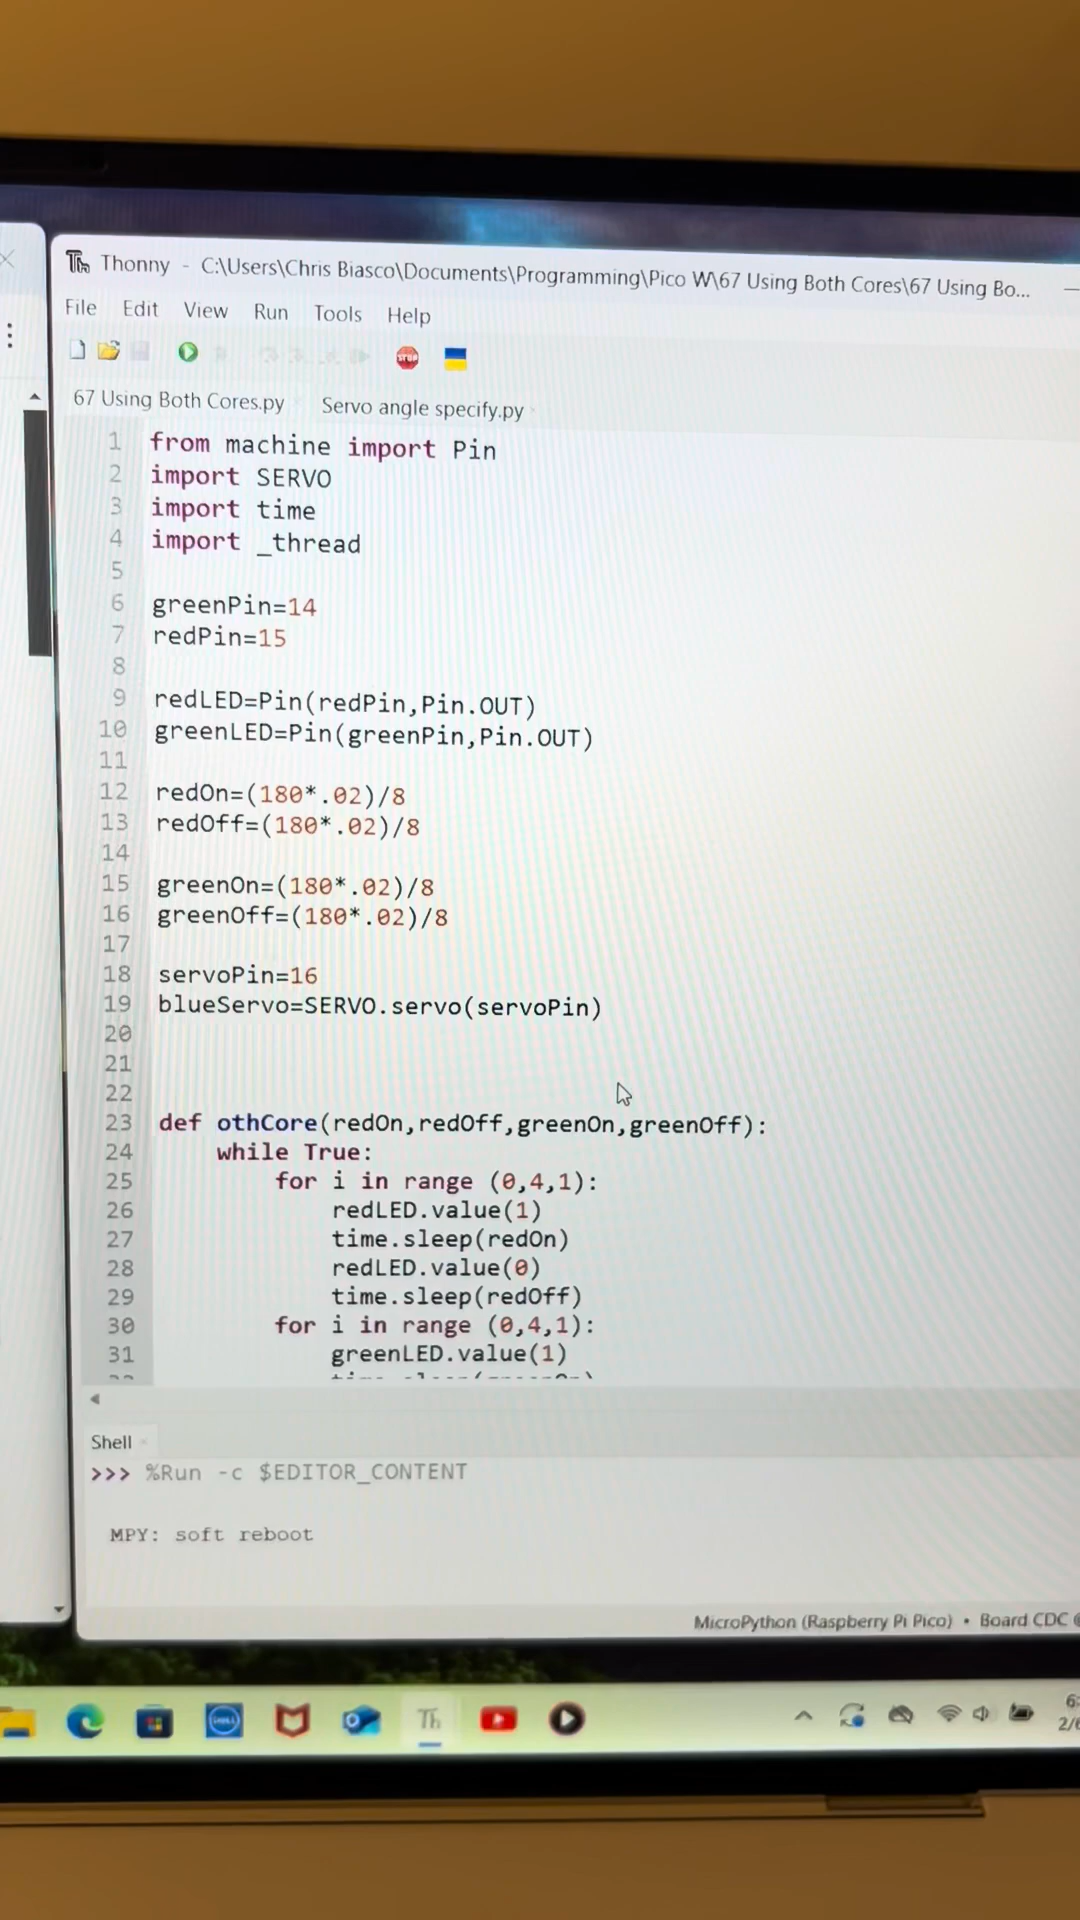 Thonny - C:\Users\Chris Biasco\Documents\Programming\Pico W\67 Using Both Cores\67 Using Bo...
File Edit View Run Tools Help
STOP
67 Using Both Cores.py Servo angle specify.py
1 from machine import Pin
2 import SERVO
3 import time
4 import _thread
5
6 greenPin=14
7 redPin=15
8
9 redLED=Pin(redPin,Pin.OUT)
10 greenLED=Pin(greenPin,Pin.OUT)
11
12 redOn=(180*.02)/8
13 redOff=(180*.02)/8
14
15 greenOn=(180*.02)/8
16 greenOff=(180*.02)/8
17
18 servoPin=16
19 blueServo=SERVO.servo(servoPin)
20
21
22
23 def othCore(redOn,redOff,greenOn,greenOff):
24 while True:
25 for i in range (0,4,1):
26 redLED.value(1)
27 time.sleep(redOn)
28 redLED.value(0)
29 time.sleep(redOff)
30 for i in range (0,4,1):
31 greenLED.value(1)
Shell
>>> %Run -c $EDITOR_CONTENT
MPY: soft reboot
MicroPython (Raspberry Pi Pico) • Board CDC
DELL
Th